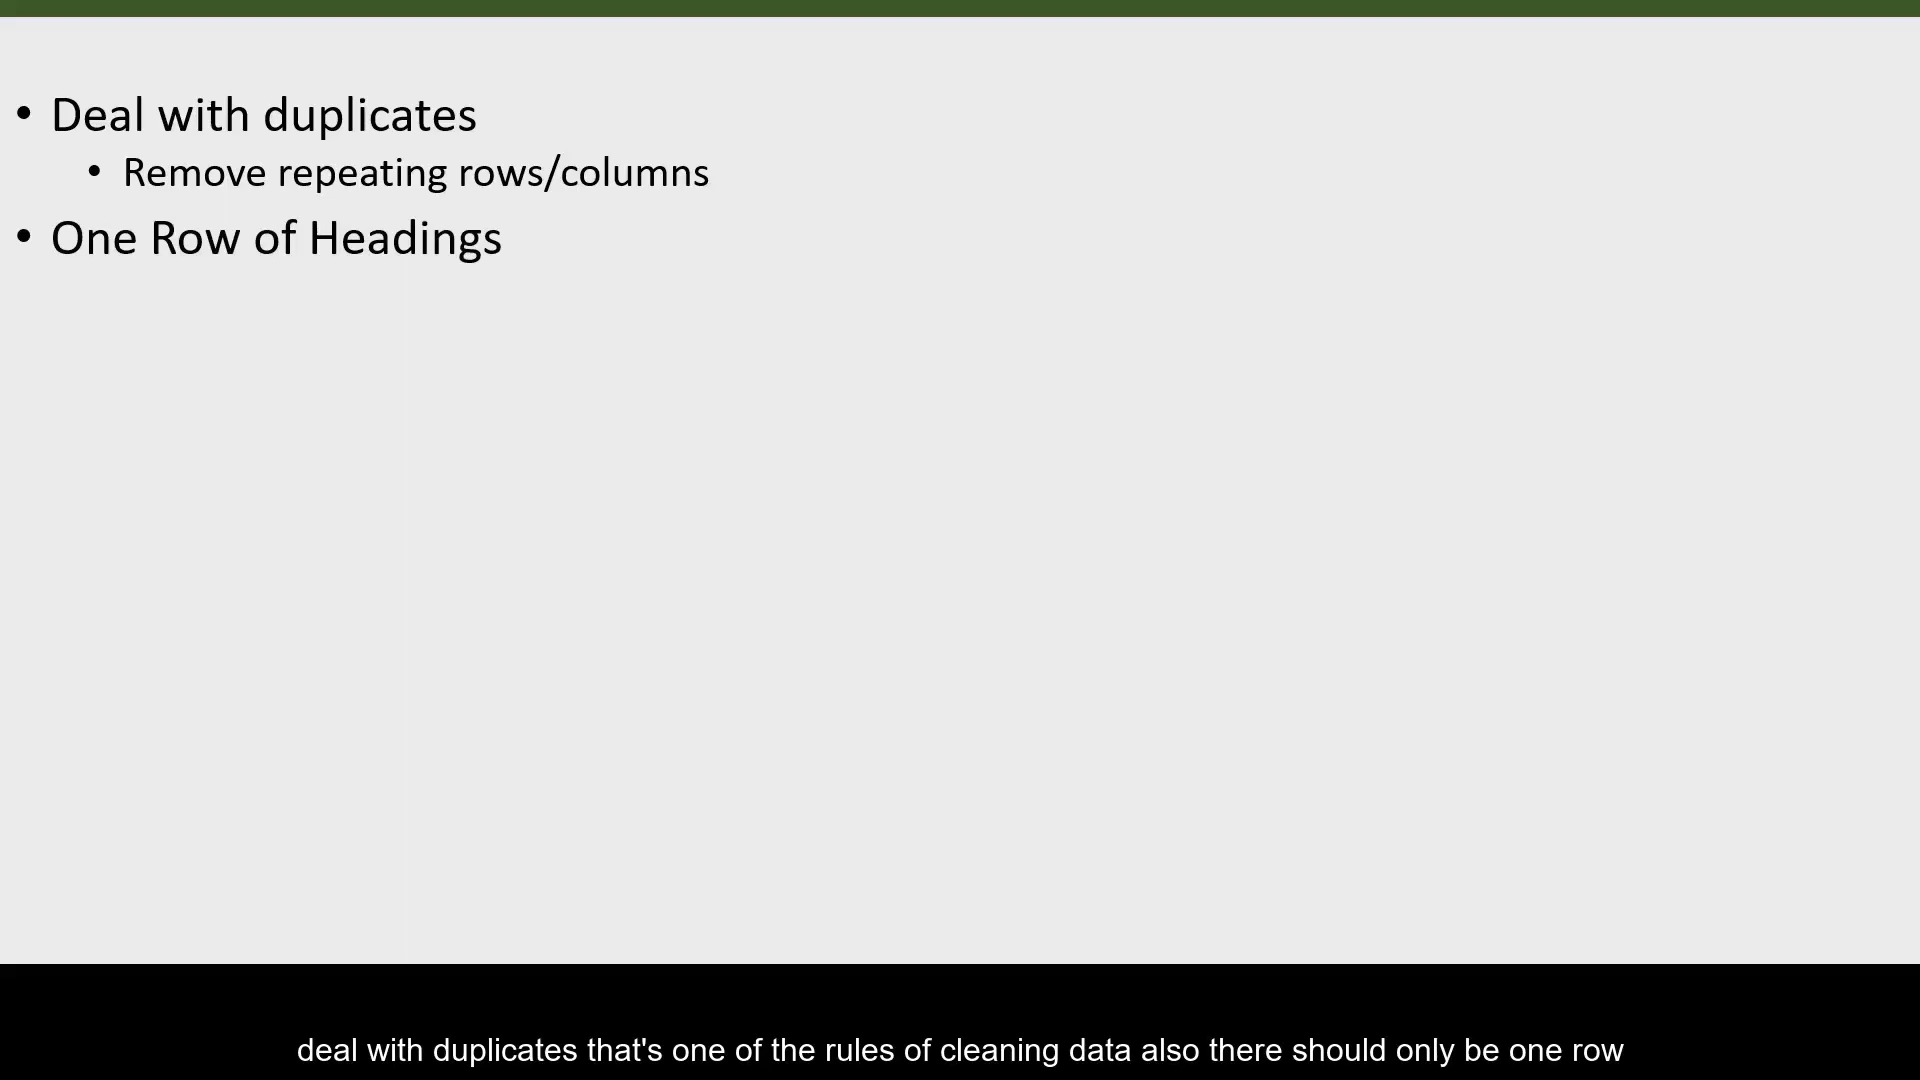 • Deal with duplicates
• Remove repeating rows/columns
• One Row of Headings
deal with duplicates that's one of the rules of cleaning data also there should only be one row